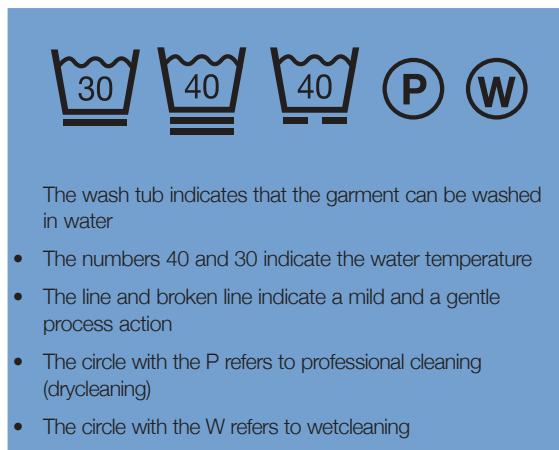 30 40 40 P W
The wash tub indicates that the garment can be washed
in water
• The numbers 40 and 30 indicate the water temperature
• The line and broken line indicate a mild and a gentle
process action
• The circle with the P refers to professional cleaning
(drycleaning)
• The circle with the W refers to wetcleaning